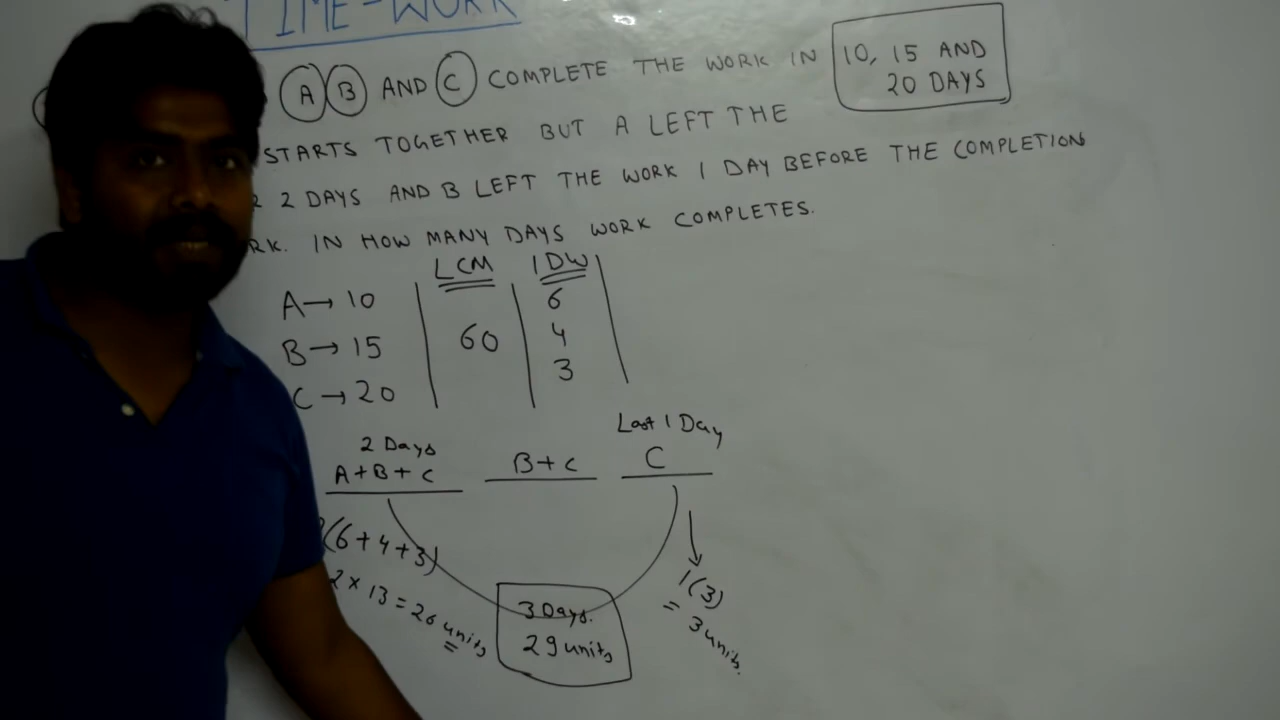 TIME-WORK
A B AND C COMPLETE THE WORK IN 10, 15 AND
20 DAYS
STARTS TOGETHER BUT A LEFT THE
2 DAYS AND B LEFT THE WORK 1 DAY BEFORE THE COMPLETION
RK. IN HOW MANY DAYS WORK COMPLETES.
LCM 1DW
A→10 6
B→15 60 4
C→20 3
2 Days Last 1 Day
A+B+C B+C C
(6+4+3) 1(3)
2×13=26 units = 3 units.
3 Days.
29 units